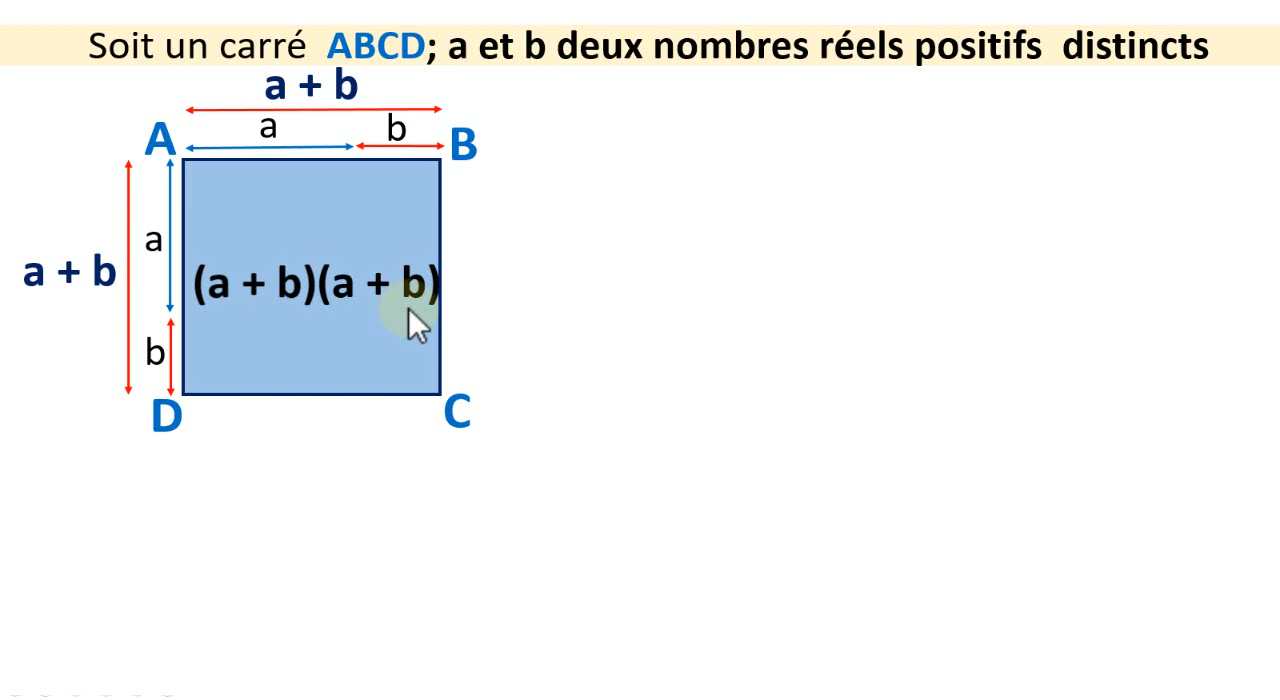 Soit un carré ABCD; a et b deux nombres réels positifs distincts
a + b
a b
A B
a
a + b
(a + b)(a + b)
b
D C